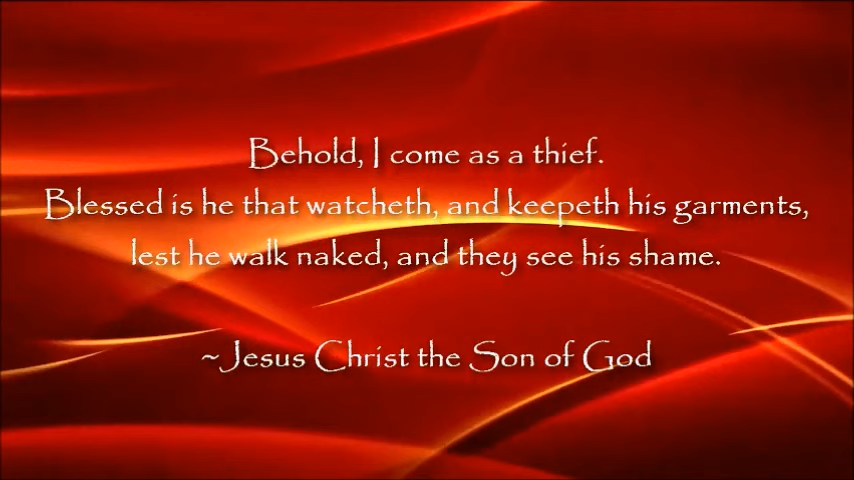 Behold, I come as a thief.
Blessed is he that watcheth, and keepeth his garments,
lest he walk naked, and they see his shame.
~Jesus Christ the Son of God